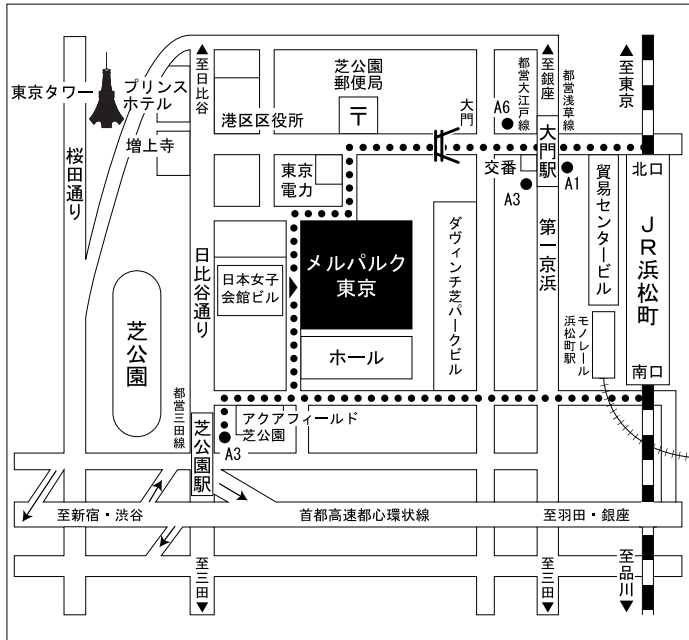 東京タワー
プリンス
ホテル
増上寺
桜田通り
芝公園
至日比谷
港区区役所
芝公園
郵便局
〒
大門
都営大江戸線
A6
至銀座
都営浅草線
至東京
大門駅
交番
A3
A1
北口
東京
電力
日比谷通り
日本女子
会館ビル
メルパルク
東京
ホール
ダヴィンチ芝パークビル
第一京浜
貿易センタービル
JR浜松町
モノレール
浜松町駅
南口
都営三田線
芝公園駅
A3
アクアフィールド
芝公園
至新宿・渋谷
首都高速都心環状線
至羽田・銀座
至三田
至三田
至品川